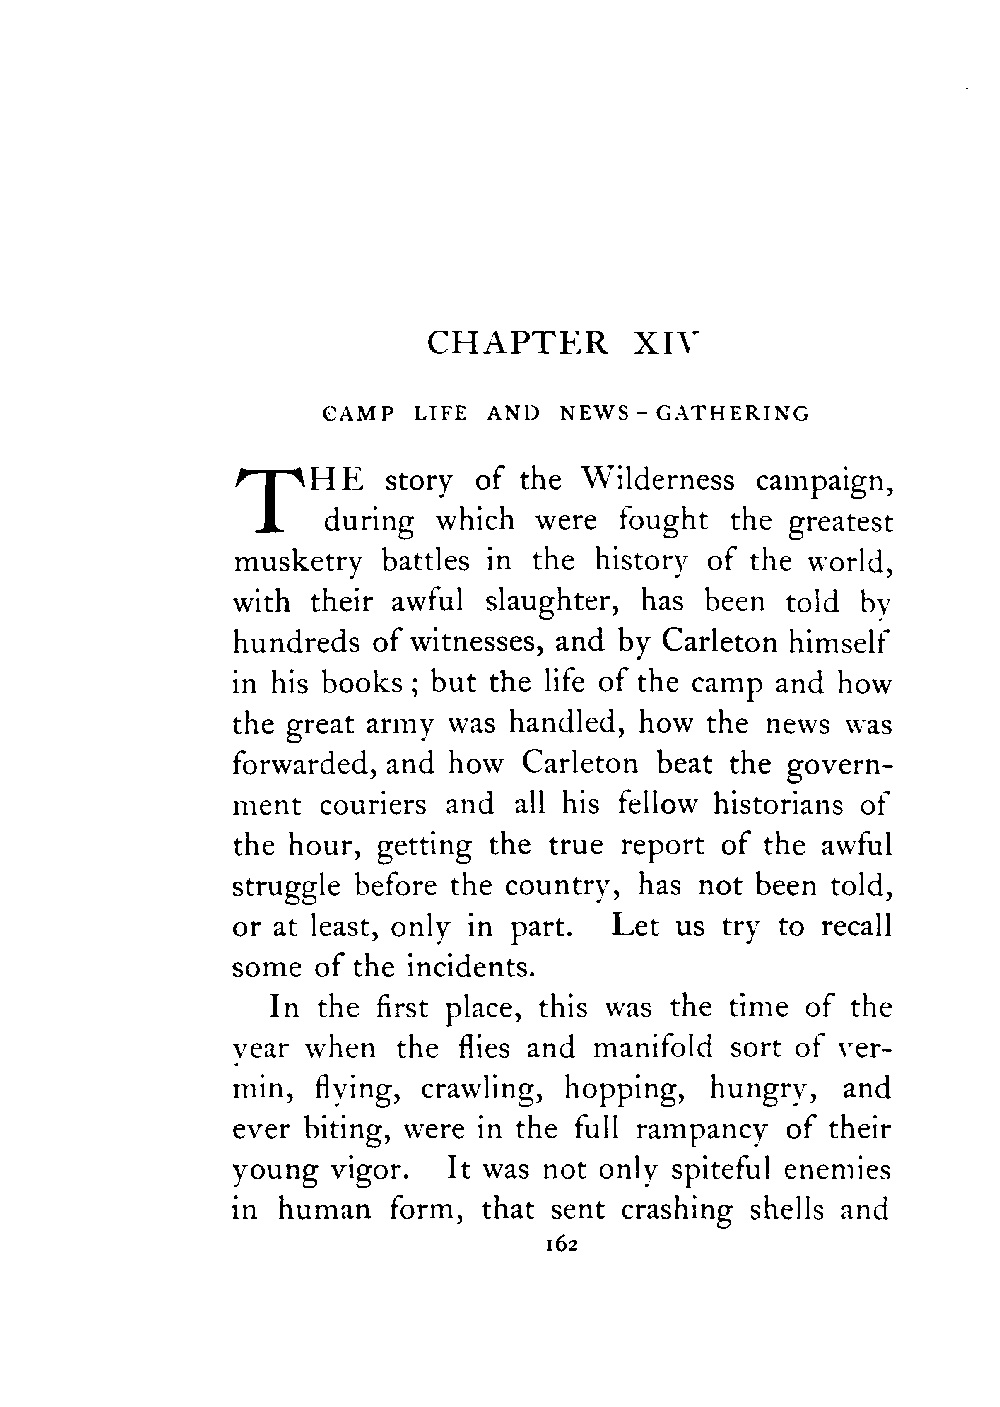 CHAPTER XIV
CAMP LIFE AND NEWS-GATHERING
THE story of the Wilderness campaign,
during which were fought the greatest
musketry battles in the history of the world,
with their awful slaughter, has been told by
hundreds of witnesses, and by Carleton himself
in his books; but the life of the camp and how
the great army was handled, how the news was
forwarded, and how Carleton beat the govern-
ment couriers and all his fellow historians of
the hour, getting the true report of the awful
struggle before the country, has not been told,
or at least, only in part. Let us try to recall
some of the incidents.
In the first place, this was the time of the
year when the flies and manifold sort of ver-
min, flying, crawling, hopping, hungry, and
ever biting, were in the full rampancy of their
young vigor. It was not only spiteful enemies
in human form, that sent crashing shells and
162